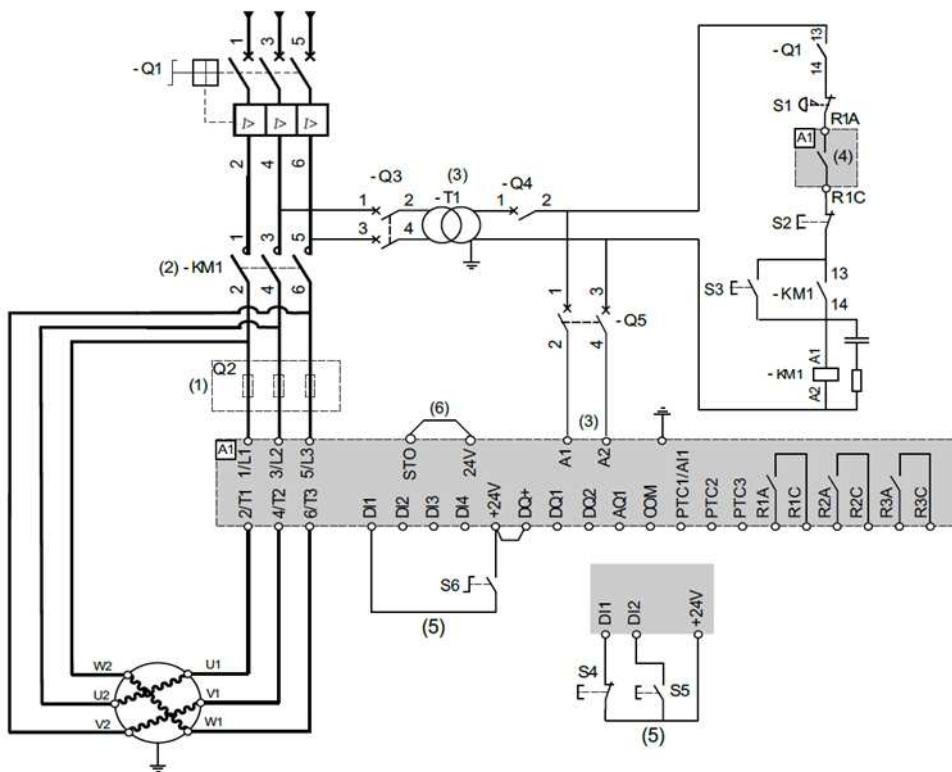 1 3 5
-Q1
I> I> I>
2 4 6
-Q3 (3) -T1 -Q4
1 2 1 2
3 4
1 3 5
(2) -KM1
2 4 6
1 3
-Q5
2 4
13
-Q1
14
S1
R1A
A1
(4)
R1C
S2
S3
13
-KM1
14
A1
-KM1
A2
Q2
(1)
(6)
(3)
A1
1/L1 3/L2 5/L3
STO 24V A1 A2
2/T1 4/T2 6/T3
DI1 DI2 DI3 DI4 +24V DQ+ DQ1 DQ2 AQ1 COM PTC1/AI1 PTC2 PTC3 R1A R1C R2A R2C R3A R3C
S6
(5)
DI1 DI2 +24V
S4 S5
(5)
W2 U1
U2 V1
V2 W1